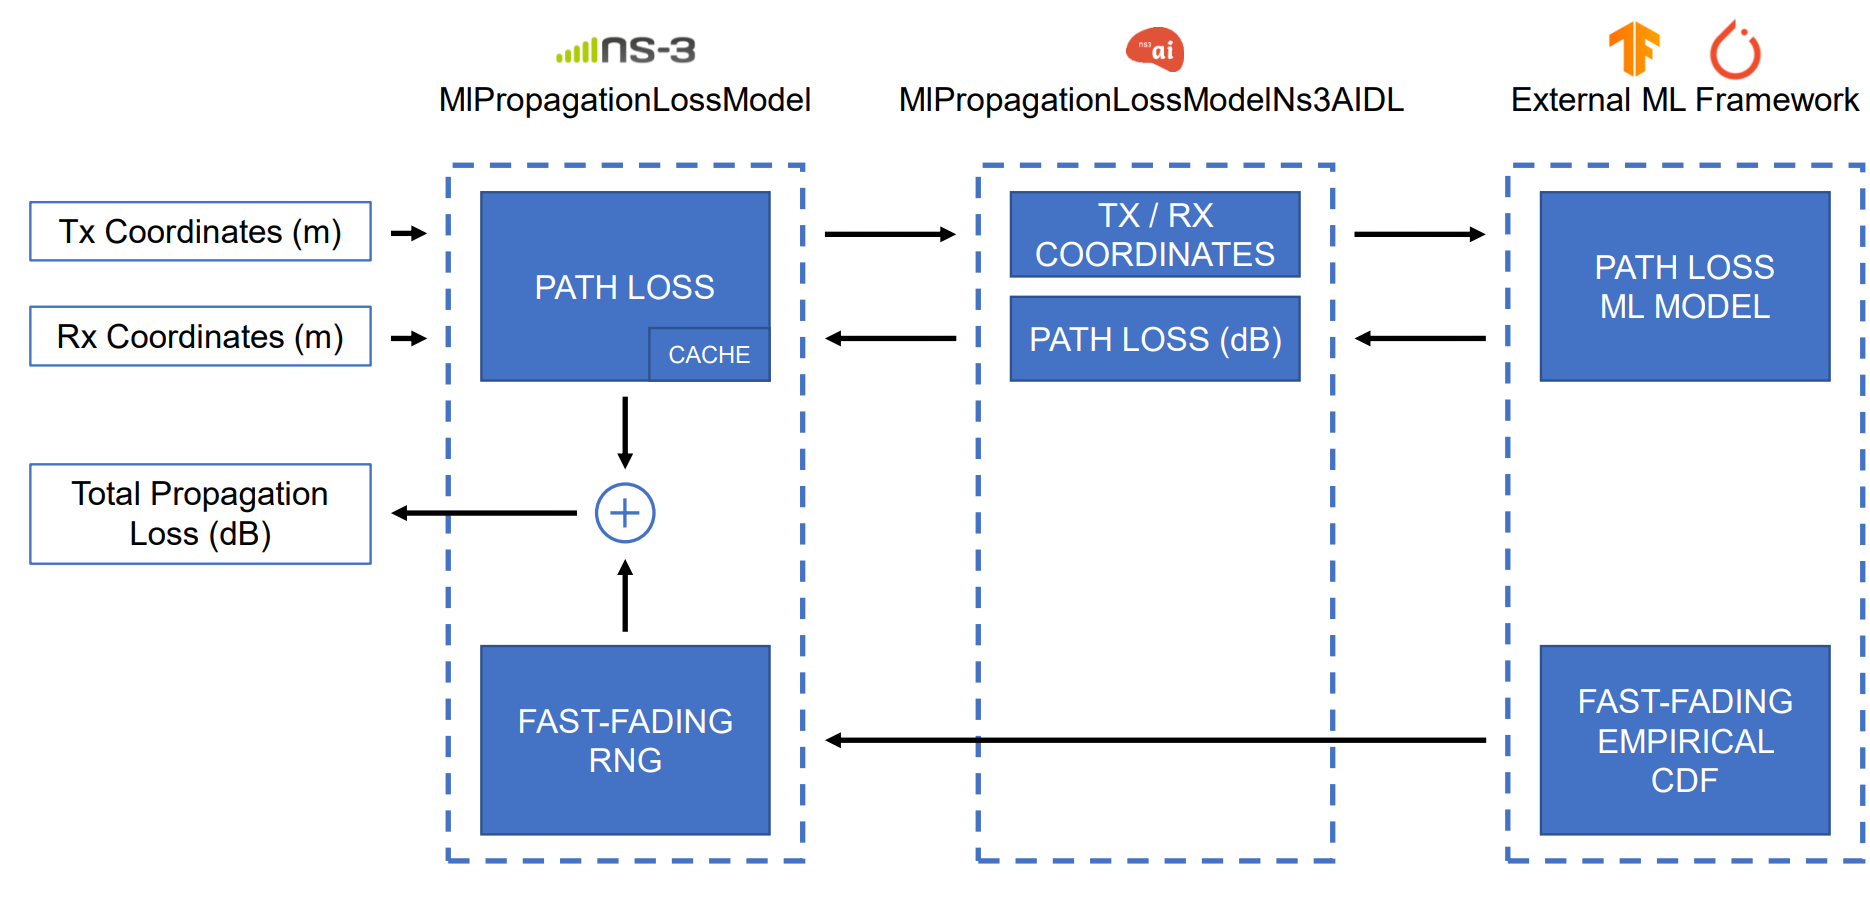 ns-3
ns3 ai
MlPropagationLossModel
MlPropagationLossModelNs3AIDL
External ML Framework
Tx Coordinates (m)
Rx Coordinates (m)
Total Propagation
Loss (dB)
PATH LOSS
CACHE
+
FAST-FADING
RNG
TX / RX
COORDINATES
PATH LOSS (dB)
PATH LOSS
ML MODEL
FAST-FADING
EMPIRICAL
CDF